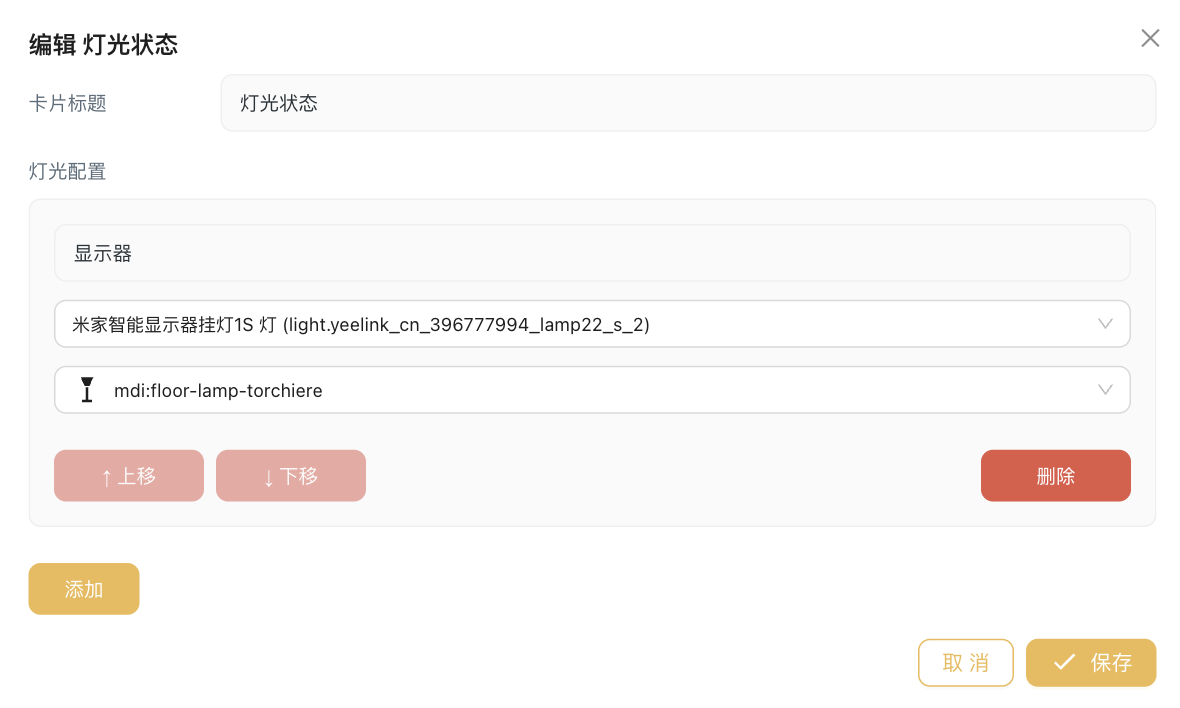 编辑 灯光状态
卡片标题
灯光状态
灯光配置
显示器
米家智能显示器挂灯1S 灯 (light.yeelink_cn_396777994_lamp22_s_2)
mdi:floor-lamp-torchiere
↑ 上移
↓ 下移
删除
添加
取 消
保存